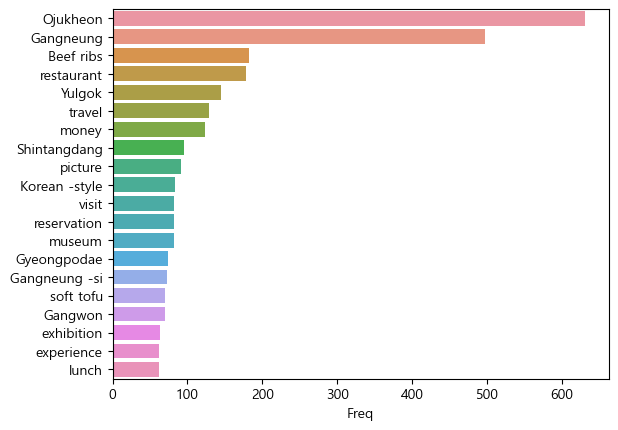 Ojukheon
Gangneung
Beef ribs
restaurant
Yulgok
travel
money
Shintangdang
picture
Korean -style
visit
reservation
museum
Gyeongpodae
Gangneung -si
soft tofu
Gangwon
exhibition
experience
lunch
0 100 200 300 400 500 600
Freq